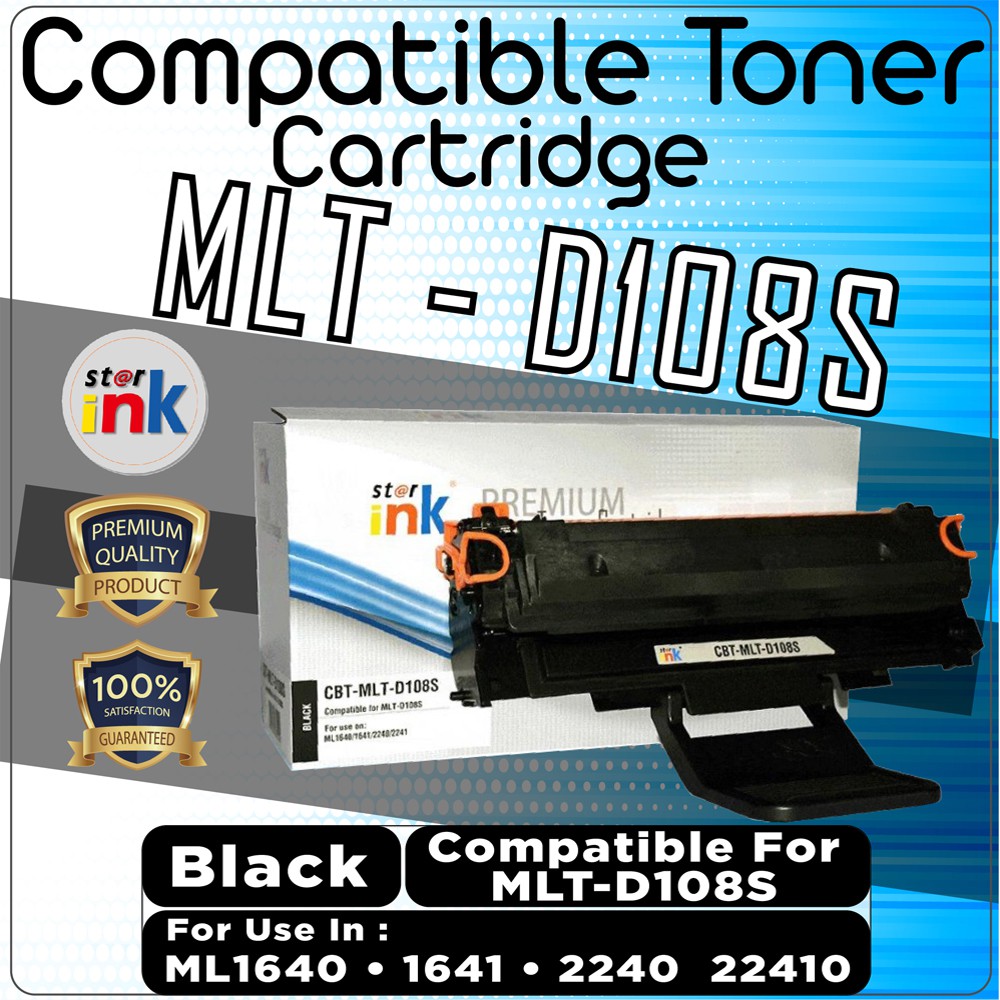 Compatible Toner
Cartridge
MLT - D108S
st@r
ink
PREMIUM
QUALITY
PRODUCT
100%
SATISFACTION
GUARANTEED
st@r
ink
PREMIUM
BLACK
CBT-MLT-D108S
Compatible for MLT-D108S
For use on:
ML1640/1641/2240/2241
st@r
ink
CBT-MLT-D108S
Black
Compatible For
MLT-D108S
For Use In :
ML1640 • 1641 • 2240 22410